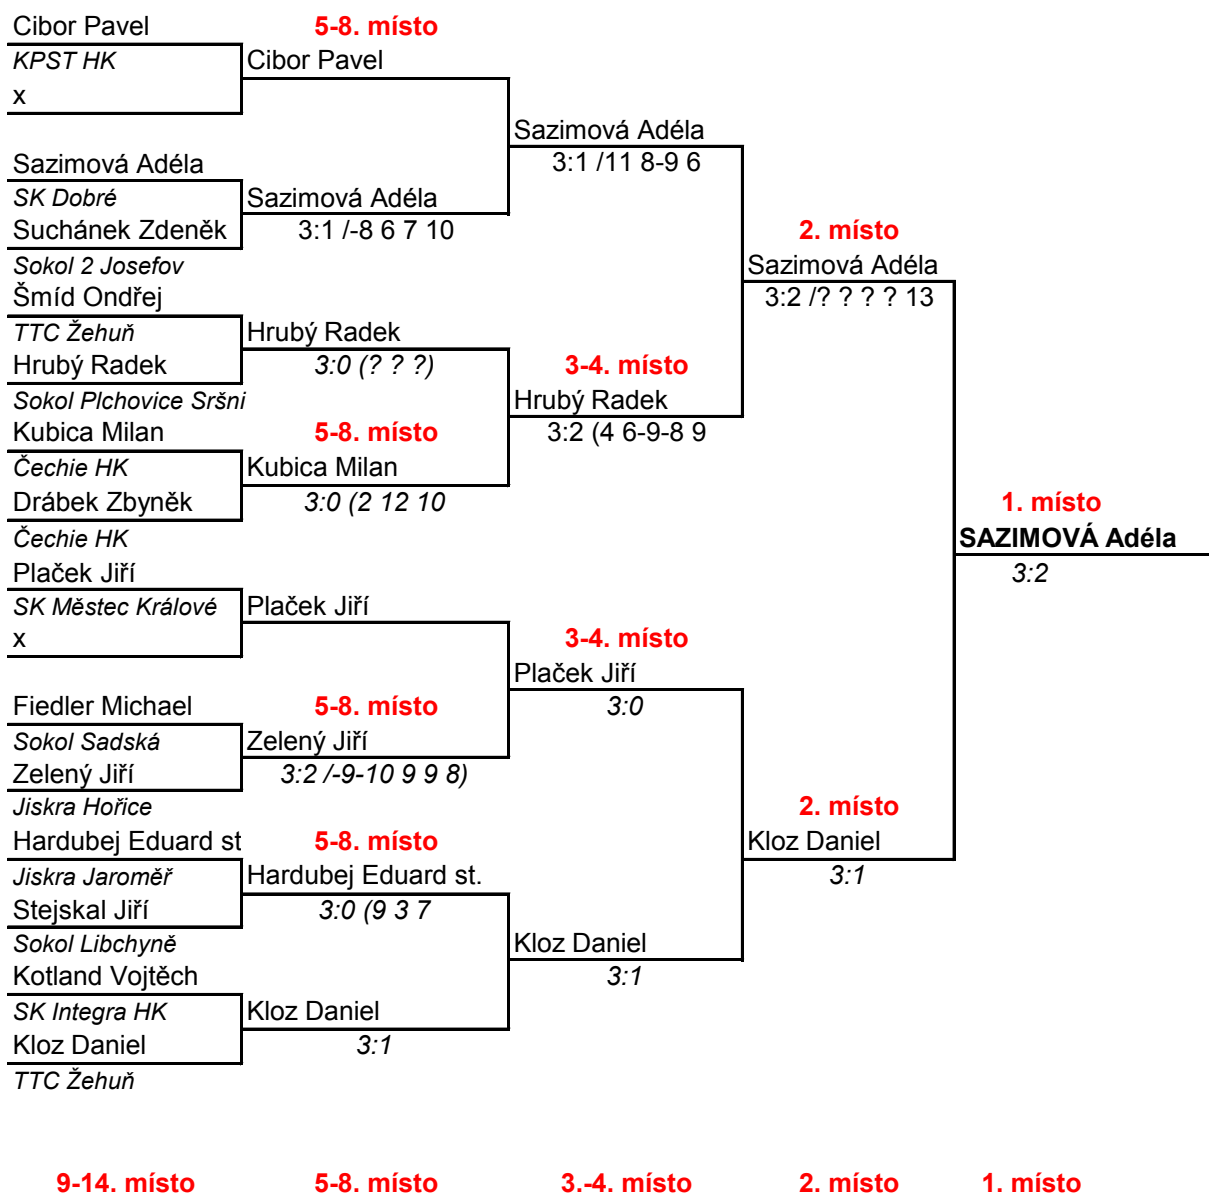 Cibor Pavel 5-8. místo
KPST HK Cibor Pavel
x
Sazimová Adéla
Sazimová Adéla 3:1 /11 8-9 6
SK Dobré Sazimová Adéla
Suchánek Zdeněk 3:1 /-8 6 7 10 2. místo
Sokol 2 Josefov Sazimová Adéla
Šmíd Ondřej 3:2 /? ? ? ? 13
TTC Žehuň Hrubý Radek
Hrubý Radek 3:0 (? ? ?) 3-4. místo
Sokol Plchovice Sršni Hrubý Radek
Kubica Milan 5-8. místo 3:2 (4 6-9-8 9
Čechie HK Kubica Milan
Drábek Zbyněk 3:0 (2 12 10 1. místo
Čechie HK SAZIMOVÁ Adéla
Plaček Jiří 3:2
SK Městec Králové Plaček Jiří
x 3-4. místo
Plaček Jiří
Fiedler Michael 5-8. místo 3:0
Sokol Sadská Zelený Jiří
Zelený Jiří 3:2 /-9-10 9 9 8)
Jiskra Hořice 2. místo
Hardubej Eduard st 5-8. místo Kloz Daniel
Jiskra Jaroměř Hardubej Eduard st. 3:1
Stejskal Jiří 3:0 (9 3 7
Sokol Libchyně Kloz Daniel
Kotland Vojtěch 3:1
SK Integra HK Kloz Daniel
Kloz Daniel 3:1
TTC Žehuň
9-14. místo 5-8. místo 3.-4. místo 2. místo 1. místo